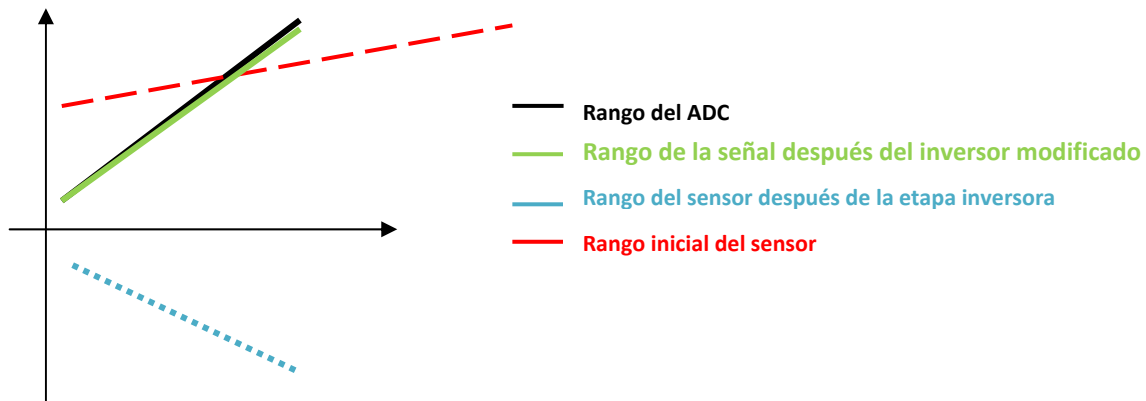 Rango del ADC
Rango de la señal después del inversor modificado
Rango del sensor después de la etapa inversora
Rango inicial del sensor